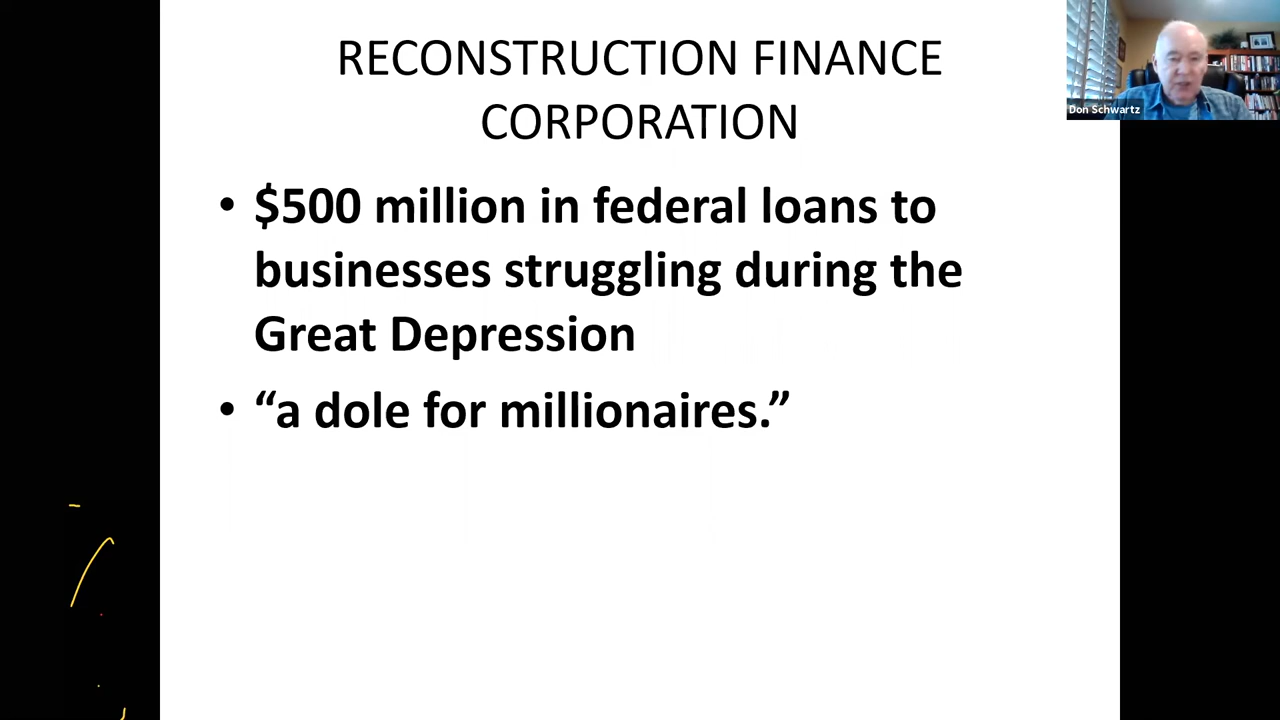 RECONSTRUCTION FINANCE
CORPORATION
• $500 million in federal loans to
businesses struggling during the
Great Depression
• “a dole for millionaires.”
Don Schwartz